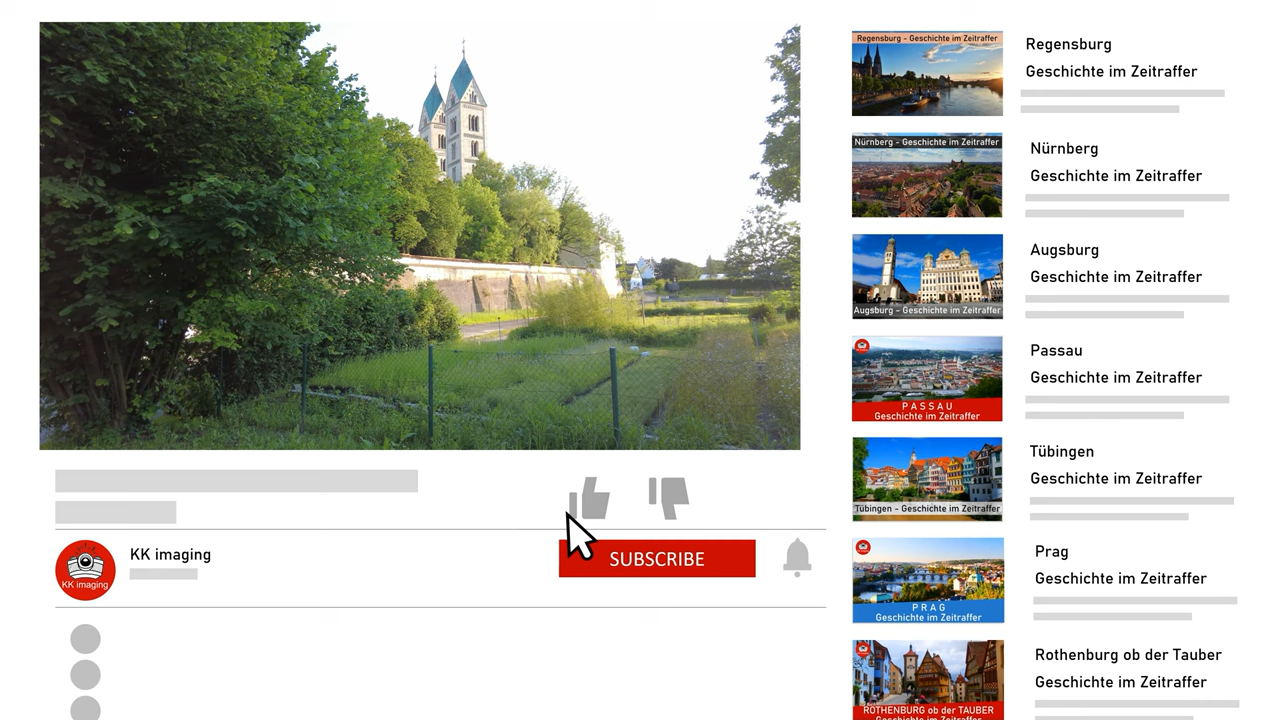 Regensburg - Geschichte im Zeitraffer
Regensburg
Geschichte im Zeitraffer
Nürnberg - Geschichte im Zeitraffer
Nürnberg
Geschichte im Zeitraffer
Augsburg - Geschichte im Zeitraffer
Augsburg
Geschichte im Zeitraffer
PASSAU
Geschichte im Zeitraffer
Passau
Geschichte im Zeitraffer
Tübingen - Geschichte im Zeitraffer
Tübingen
Geschichte im Zeitraffer
PRAG
Geschichte im Zeitraffer
Prag
Geschichte im Zeitraffer
ROTHENBURG ob der TAUBER
Geschichte im Zeitraffer
Rothenburg ob der Tauber
Geschichte im Zeitraffer
KK imaging
KK imaging
SUBSCRIBE